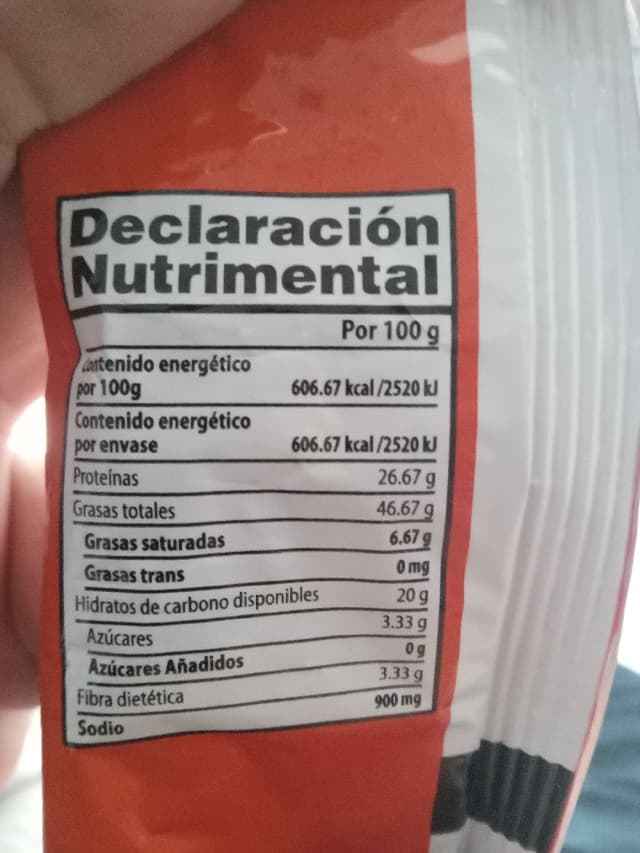 Declaración
Nutrimental
Por 100 g
Contenido energético
por 100g 606.67 kcal /2520 kJ
Contenido energético
por envase 606.67 kcal /2520 kJ
Proteínas 26.67 g
Grasas totales 46.67 g
Grasas saturadas 6.67 g
Grasas trans 0 mg
Hidratos de carbono disponibles 20 g
Azúcares 3.33 g
Azúcares Añadidos 0 g
Fibra dietética 3.33 g
Sodio 900 mg